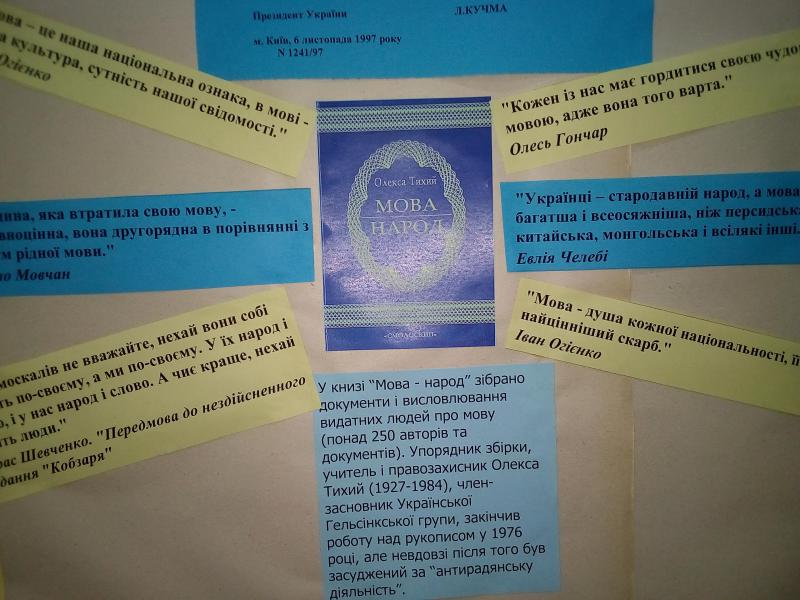 Президент України Л.КУЧМА
м. Київ, 6 листопада 1997 року
N 1241/97
– це наша національна ознака, в мові -
культура, сутність нашої свідомості."
Огієнко
"Кожен із нас має гордитися своєю
мовою, адже вона того варта."
Олесь Гончар
Олекса Тихий
МОВА
НАРОД
-СМОЛОСКИП-
яка втратила свою мову, -
вона другорядна в порівнянні з
рідної мови."
Мовчан
"Українці – стародавній народ, а мова
багатша і всеосяжніша, ніж
китайська, монгольська і всілякі інші.
Евлія Челебі
москалів не вважайте, нехай вони собі
по-своєму, а ми по-своєму. У їх народ і
і у нас народ і слово. А чиє краще, нехай
люди."
Шевченко. "Передмова до нездійсненного
"Кобзаря"
"Мова - душа кожної національності, її
найцінніший скарб."
Іван Огієнко
У книзі “Мова - народ” зібрано
документи і висловлювання
видатних людей про мову
(понад 250 авторів та
документів). Упорядник збірки,
учитель і правозахисник Олекса
Тихий (1927-1984), член-
засновник Української
Гельсінкської групи, закінчив
роботу над рукописом у 1976
році, але невдовзі після того був
засуджений за “антирадянську
діяльність”.